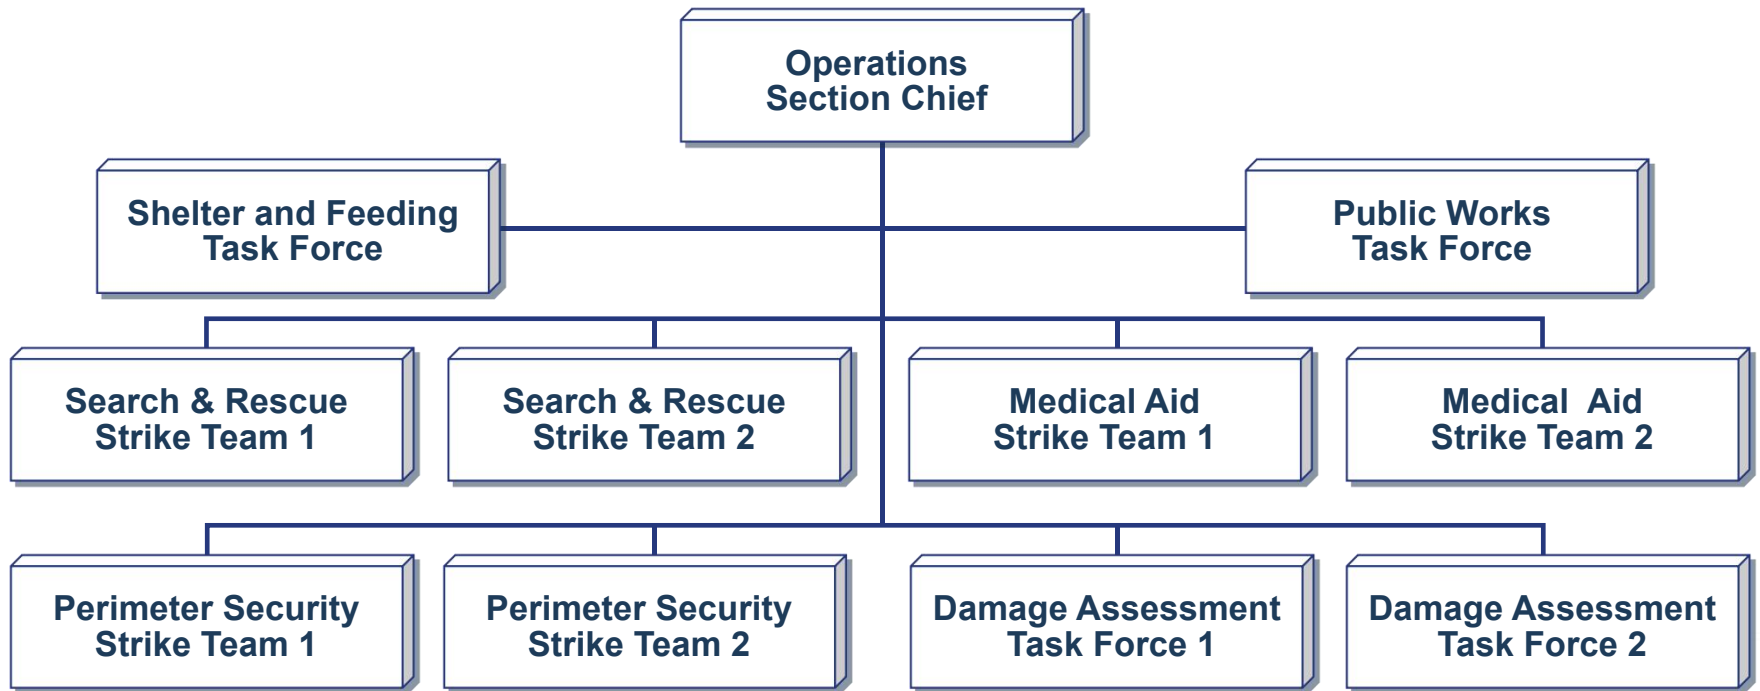 Operations
Section Chief
Shelter and Feeding
Task Force
Public Works
Task Force
Search & Rescue
Strike Team 1
Search & Rescue
Strike Team 2
Medical Aid
Strike Team 1
Medical  Aid
Strike Team 2
Perimeter Security
Strike Team 1
Perimeter Security
Strike Team 2
Damage Assessment
Task Force 1
Damage Assessment
Task Force 2